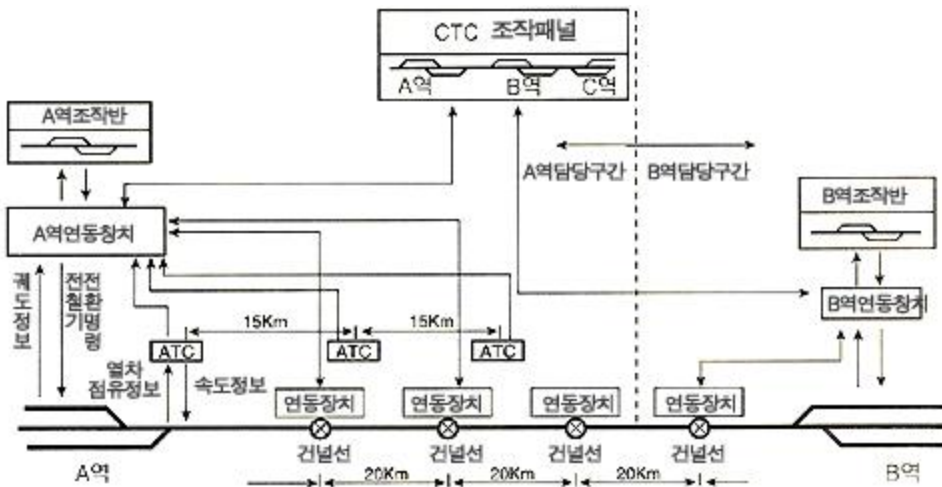 CTC 조작패널
A역 B역 C역
A역조작반
A역담당구간 B역담당구간
B역조작반
A역연동창치
B역연동창치
궤도정보
전철기
전환명령
15Km 15Km
ATC ATC ATC
열차
점유정보
속도정보
연동장치 연동장치 연동장치 연동장치
건널선 건널선 건널선 건널선
A역 B역
20Km 20Km 20Km